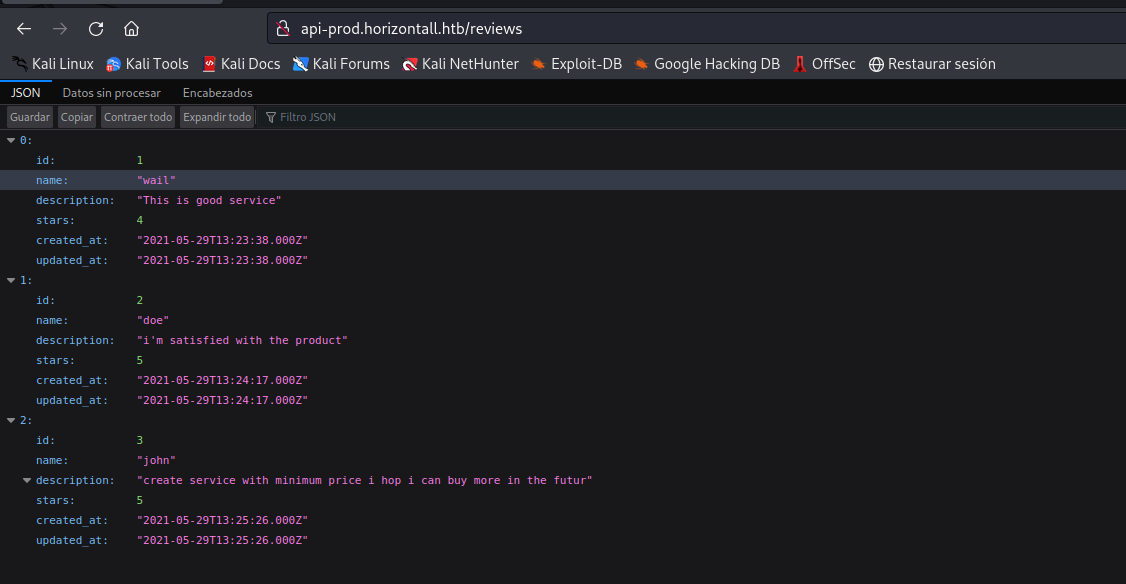 api-prod.horizontall.htb/reviews
Kali Linux Kali Tools Kali Docs Kali Forums Kali NetHunter Exploit-DB Google Hacking DB OffSec Restaurar sesión
JSON Datos sin procesar Encabezados
Guardar Copiar Contraer todo Expandir todo Filtro JSON
0:
id: 1
name: "wail"
description: "This is good service"
stars: 4
created_at: "2021-05-29T13:23:38.000Z"
updated_at: "2021-05-29T13:23:38.000Z"
1:
id: 2
name: "doe"
description: "i'm satisfied with the product"
stars: 5
created_at: "2021-05-29T13:24:17.000Z"
updated_at: "2021-05-29T13:24:17.000Z"
2:
id: 3
name: "john"
description: "create service with minimum price i hop i can buy more in the futur"
stars: 5
created_at: "2021-05-29T13:25:26.000Z"
updated_at: "2021-05-29T13:25:26.000Z"